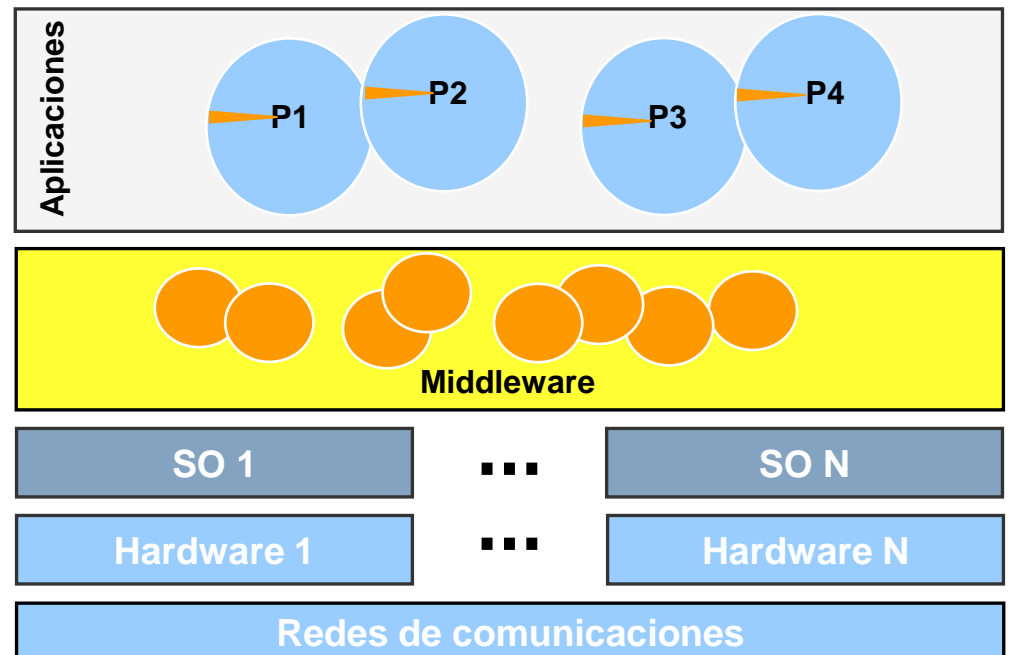 Aplicaciones
P1
P2
P3
P4
Middleware
SO 1
...
SO N
Hardware 1
...
Hardware N
Redes de comunicaciones